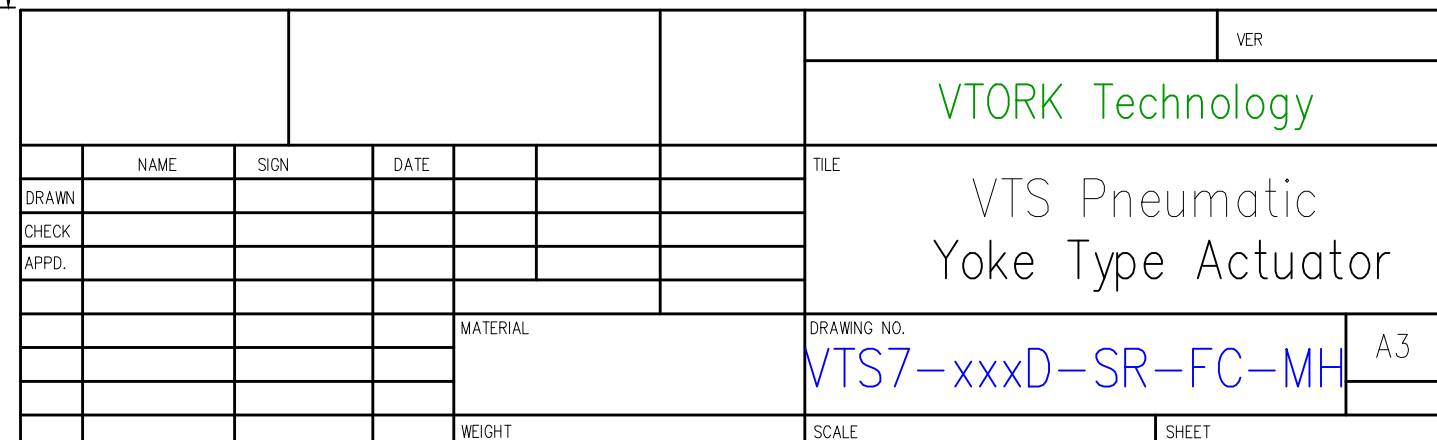 VER
VTORK Technology
NAME SIGN DATE
TILE
VTS Pneumatic
Yoke Type Actuator
DRAWN
CHECK
APPD.
MATERIAL
DRAWING NO.
VTS7-xxxD-SR-FC-MH
A3
WEIGHT
SCALE
SHEET